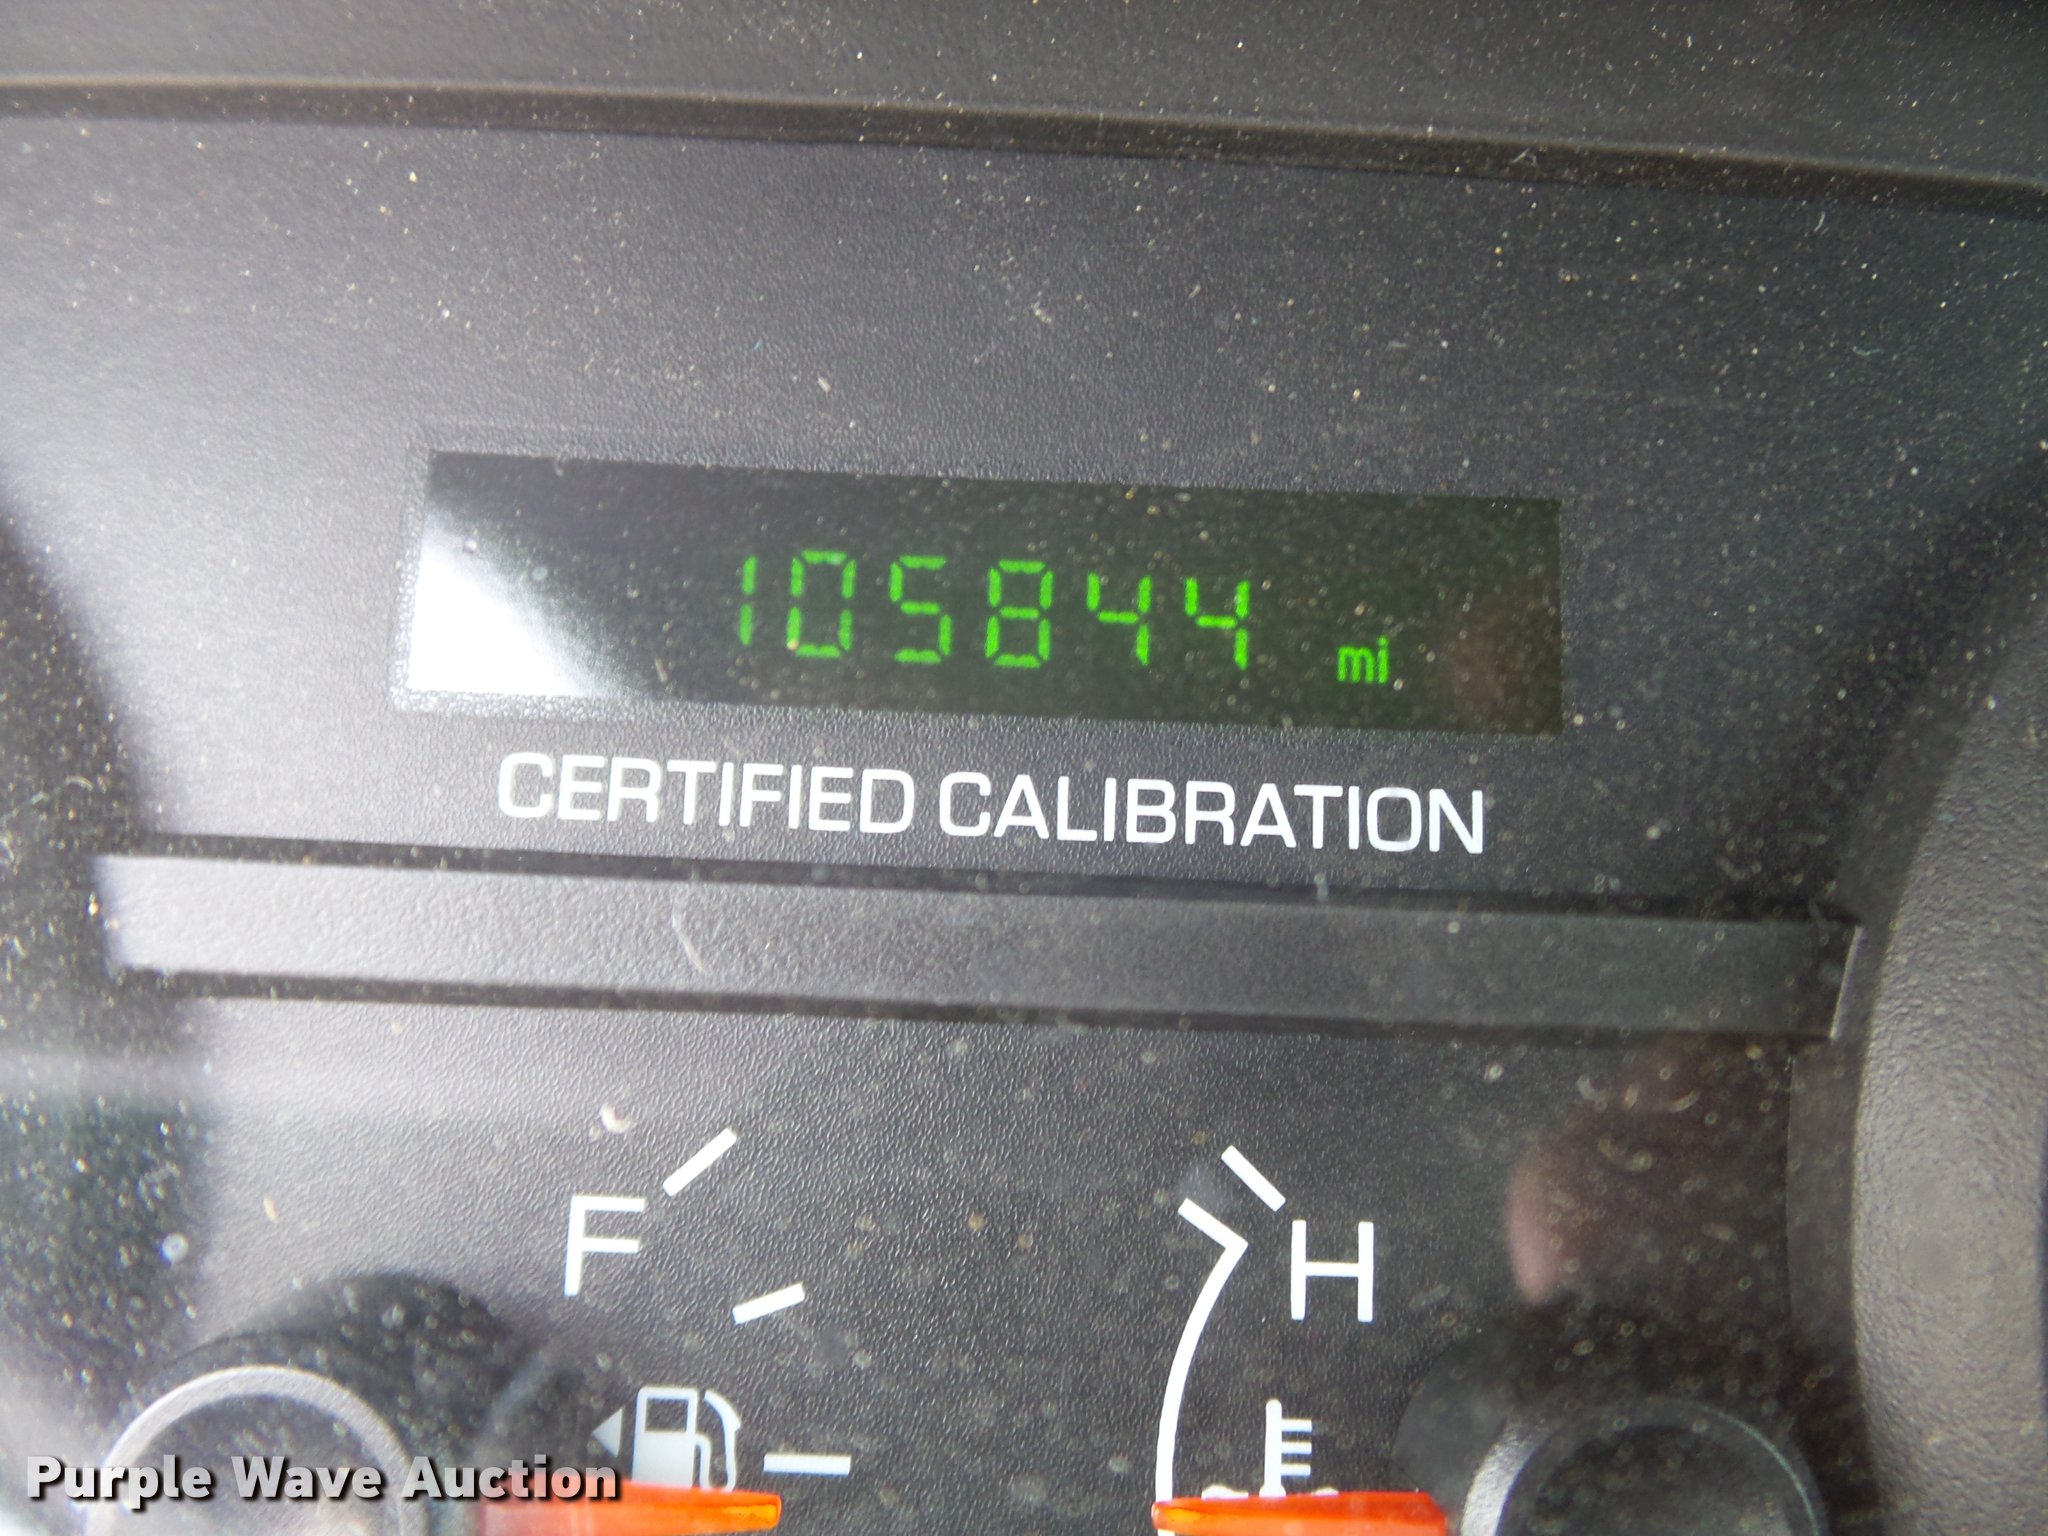 105844 mi
CERTIFIED CALIBRATION
F
H
Purple Wave Auction